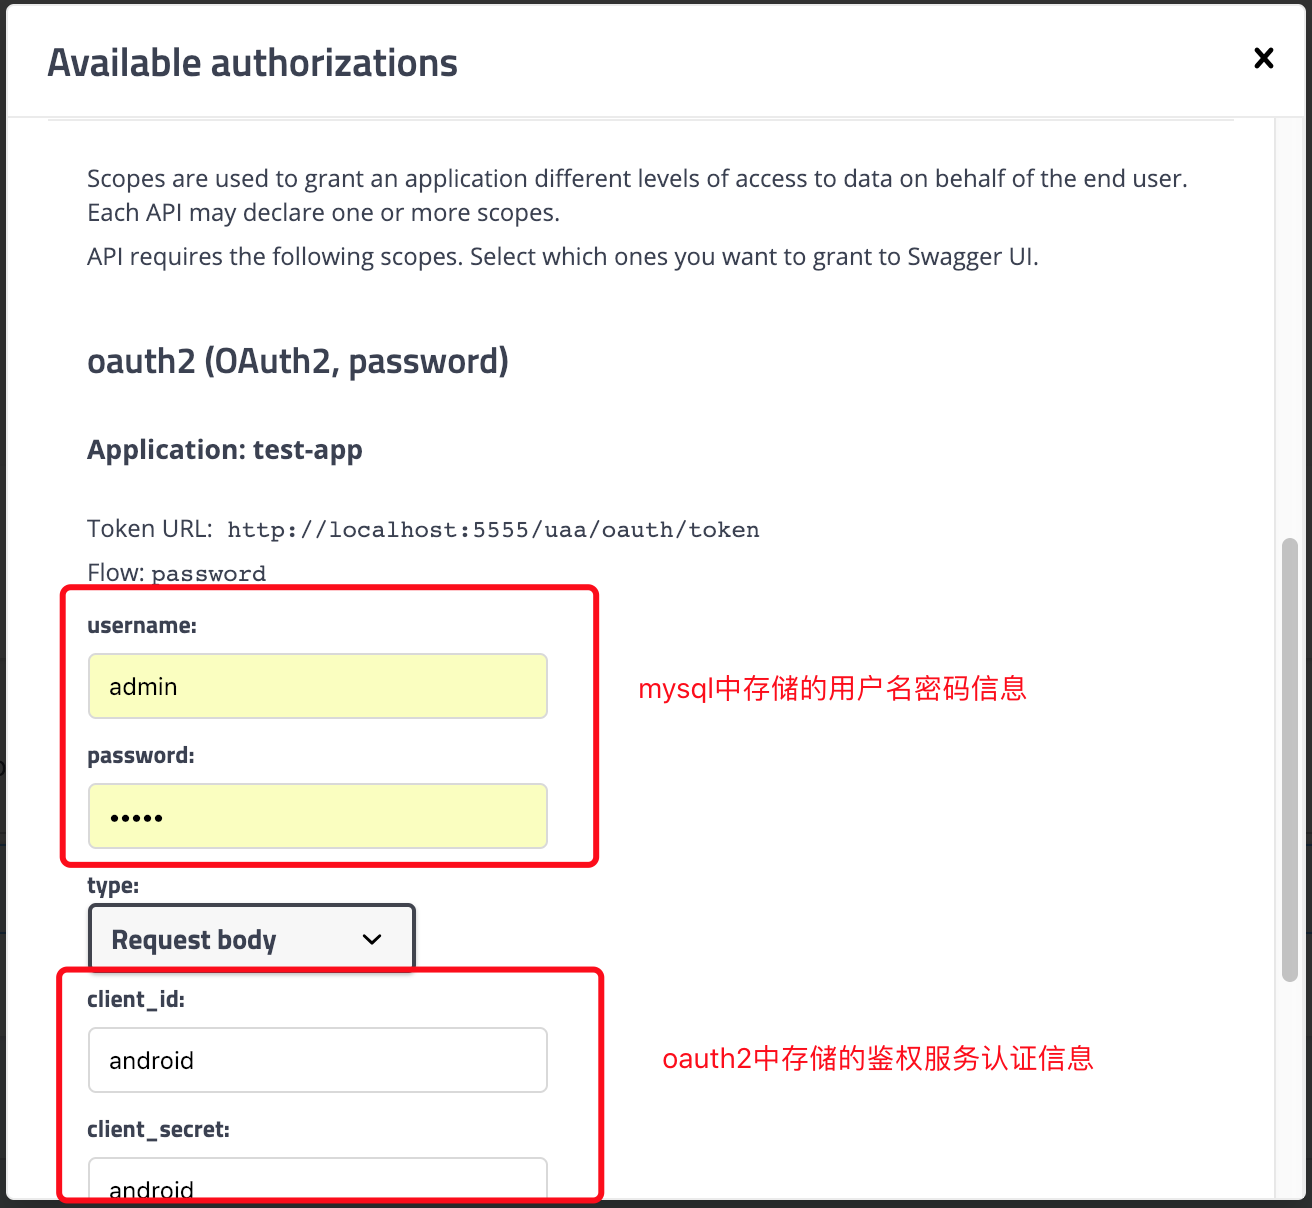 Available authorizations
Scopes are used to grant an application different levels of access to data on behalf of the end user.
Each API may declare one or more scopes.
API requires the following scopes. Select which ones you want to grant to Swagger UI.
oauth2 (OAuth2, password)
Application: test-app
Token URL: http://localhost:5555/uaa/oauth/token
Flow: password
username:
admin
mysql中存储的用户名密码信息
password:
•••••
type:
Request body
client_id:
android
oauth2中存储的鉴权服务认证信息
client_secret:
android